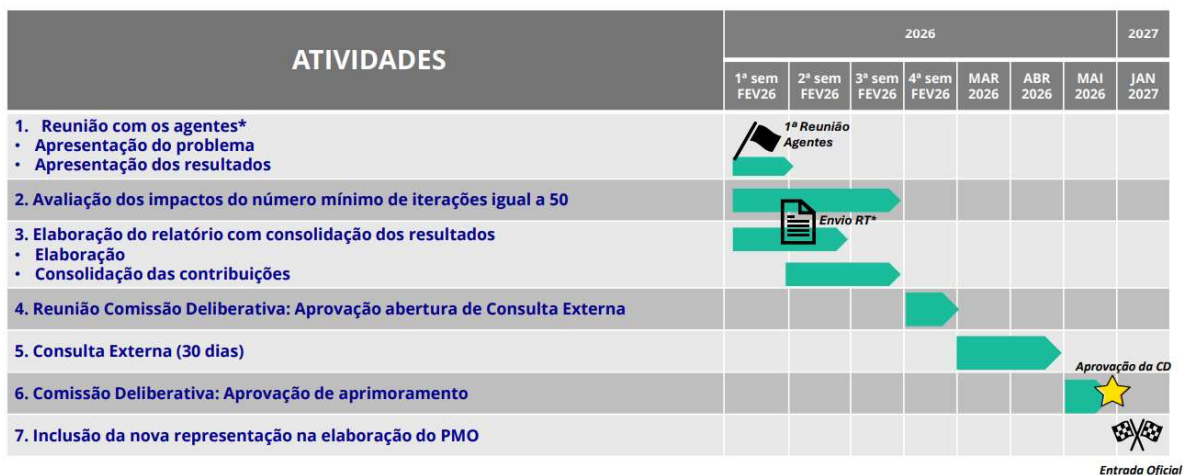 ATIVIDADES
2026
2027
1ª sem FEV26
2ª sem FEV26
3ª sem FEV26
4ª sem FEV26
MAR 2026
ABR 2026
MAI 2026
JAN 2027
1. Reunião com os agentes*
• Apresentação do problema
• Apresentação dos resultados
1ª Reunião
Agentes
2. Avaliação dos impactos do número mínimo de iterações igual a 50
Envio RT*
3. Elaboração do relatório com consolidação dos resultados
• Elaboração
• Consolidação das contribuições
4. Reunião Comissão Deliberativa: Aprovação abertura de Consulta Externa
5. Consulta Externa (30 dias)
Aprovação da CD
6. Comissão Deliberativa: Aprovação de aprimoramento
7. Inclusão da nova representação na elaboração do PMO
Entrada Oficial